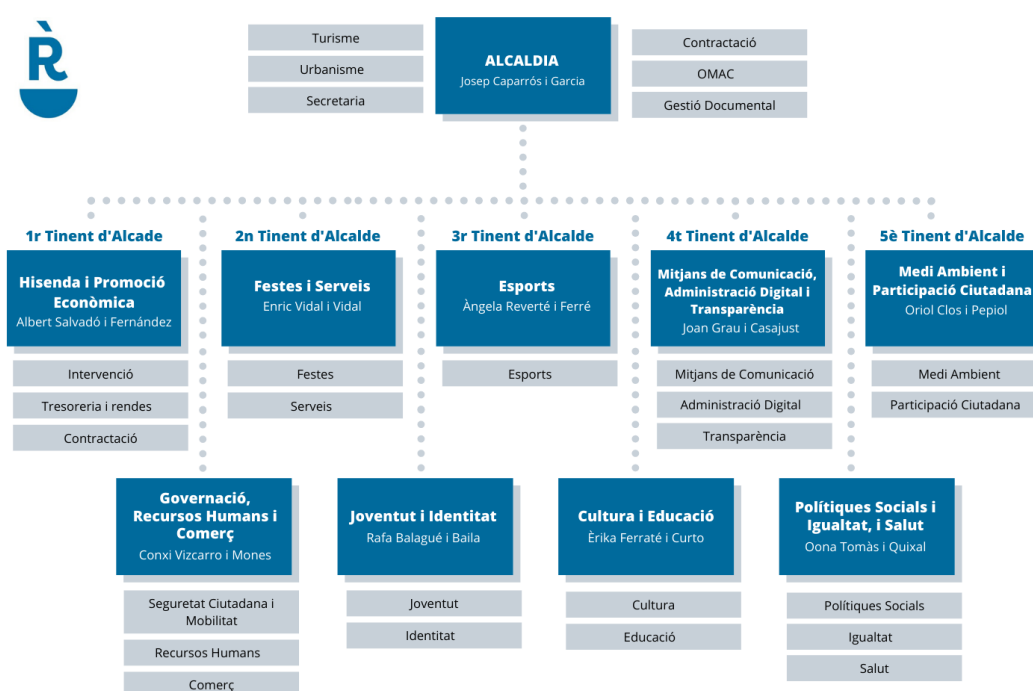 R̀
Turisme
Urbanisme
Secretaria
ALCALDIA
Josep Caparrós i Garcia
Contractació
OMAC
Gestió Documental
1r Tinent d'Alcade
Hisenda i Promoció
Econòmica
Albert Salvadó i Fernández
Intervenció
Tresoreria i rendes
Contractació
2n Tinent d'Alcalde
Festes i Serveis
Enric Vidal i Vidal
Festes
Serveis
3r Tinent d'Alcalde
Esports
Àngela Reverté i Ferré
Esports
4t Tinent d'Alcalde
Mitjans de Comunicació,
Administració Digital i
Transparència
Joan Grau i Casajust
Mitjans de Comunicació
Administració Digital
Transparència
5è Tinent d'Alcalde
Medi Ambient i
Participació Ciutadana
Oriol Clos i Pepiol
Medi Ambient
Participació Ciutadana
Governació,
Recursos Humans i
Comerç
Conxi Vizcarro i Mones
Seguretat Ciutadana i
Mobilitat
Recursos Humans
Comerç
Joventut i Identitat
Rafa Balagué i Baila
Joventut
Identitat
Cultura i Educació
Èrika Ferraté i Curto
Cultura
Educació
Polítiques Socials i
Igualtat, i Salut
Oona Tomàs i Quixal
Polítiques Socials
Igualtat
Salut